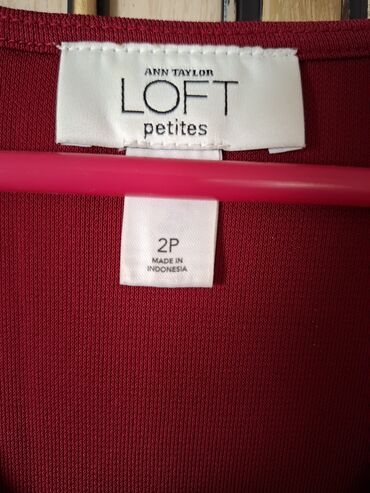 ANN TAYLOR
LOFT
petites
2P
MADE IN
INDONESIA